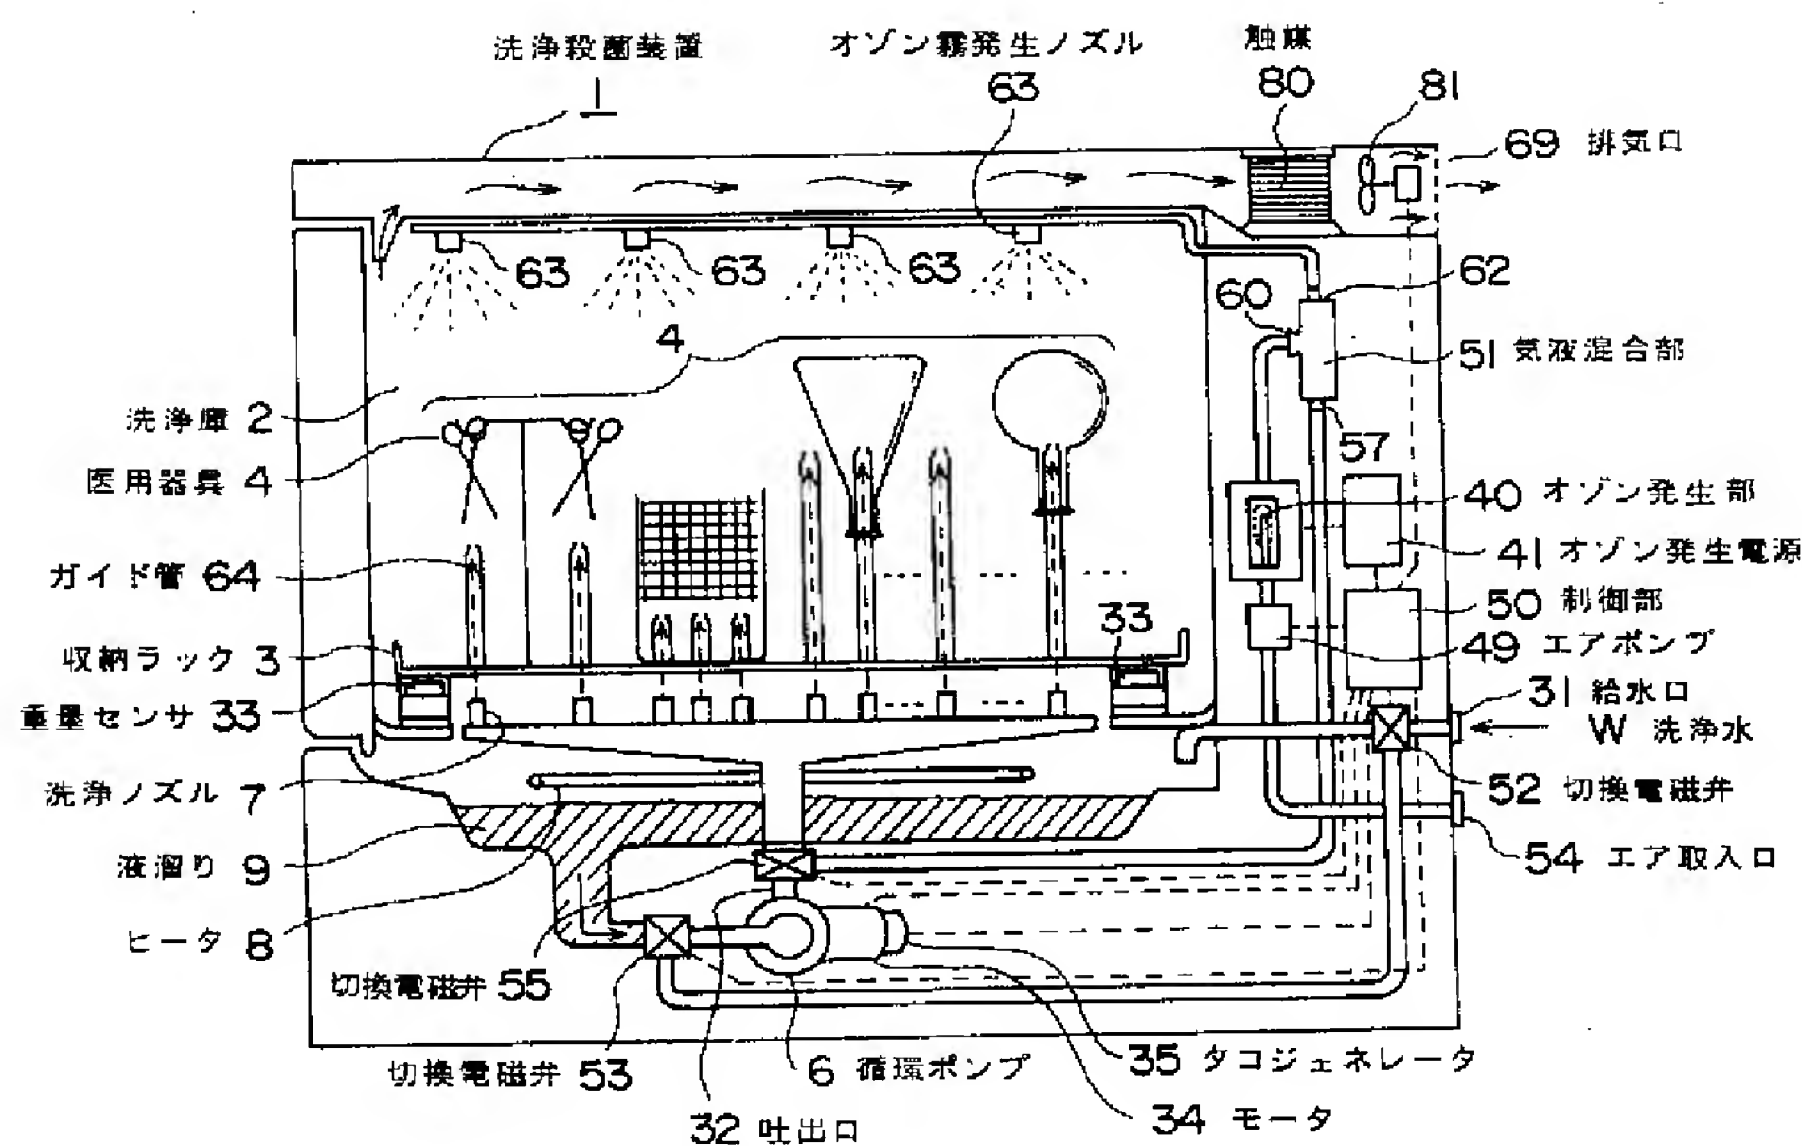 洗浄殺菌装置
1
オゾン霧発生ノズル
63
触媒
80
81
69 排気口
63
63
63
62
60
4
51 気液混合部
洗浄庫 2
57
医用器具 4
40 オゾン発生部
41 オゾン発生電源
ガイド管 64
50 制御部
33
49 エアポンプ
収納ラック 3
31 給水口
重量センサ 33
W 洗浄水
洗浄ノズル 7
52 切換電磁弁
液溜り 9
54 エア取入口
ヒータ 8
切換電磁弁 55
切換電磁弁 53
6 循環ポンプ
35 タコジェネレータ
32 吐出口
34 モータ